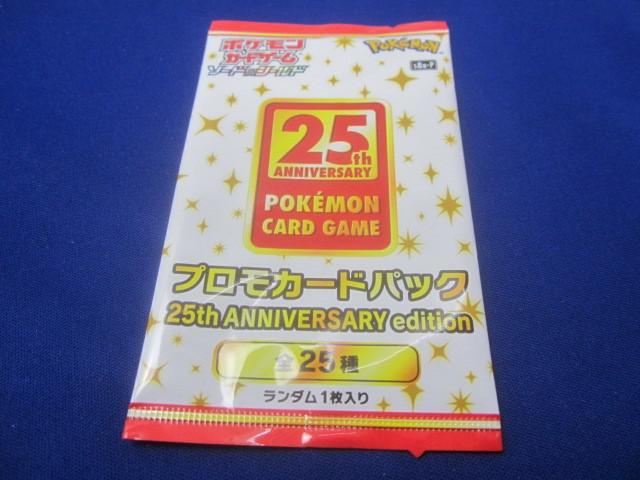 ポケモン
カードゲーム
ソード&シールド
POKéMON
s8a-P
25th
ANNIVERSARY
POKÉMON
CARD GAME
プロモカードパック
25th ANNIVERSARY edition
全25種
ランダム1枚入り